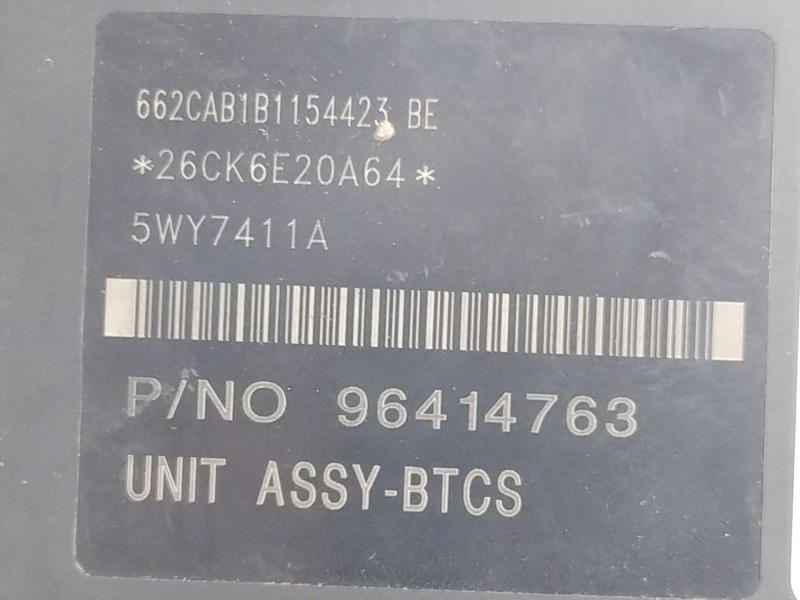 662CAB1B1154423 BE
*26CK6E20A64*
5WY7411A
P/NO 96414763
UNIT ASSY-BTCS